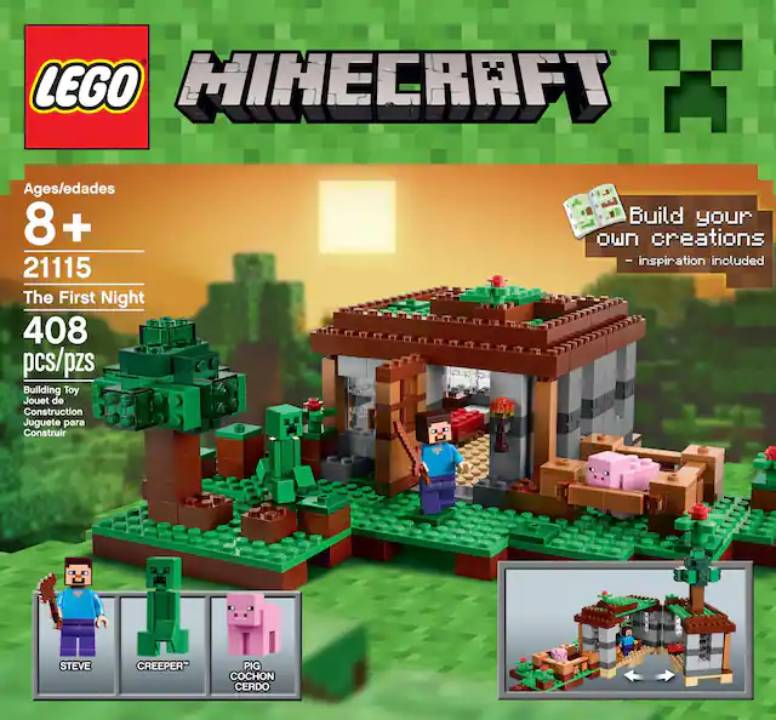 LEGO
MINECRAFT
Ages/edades
8+
21115
The First Night
408
pcs/pzs
Building Toy
Jouet de
Construction
Juguete para
Construir
Build your
own creations
- inspiration included
STEVE
CREEPER™
PIG
COCHON
CERDO